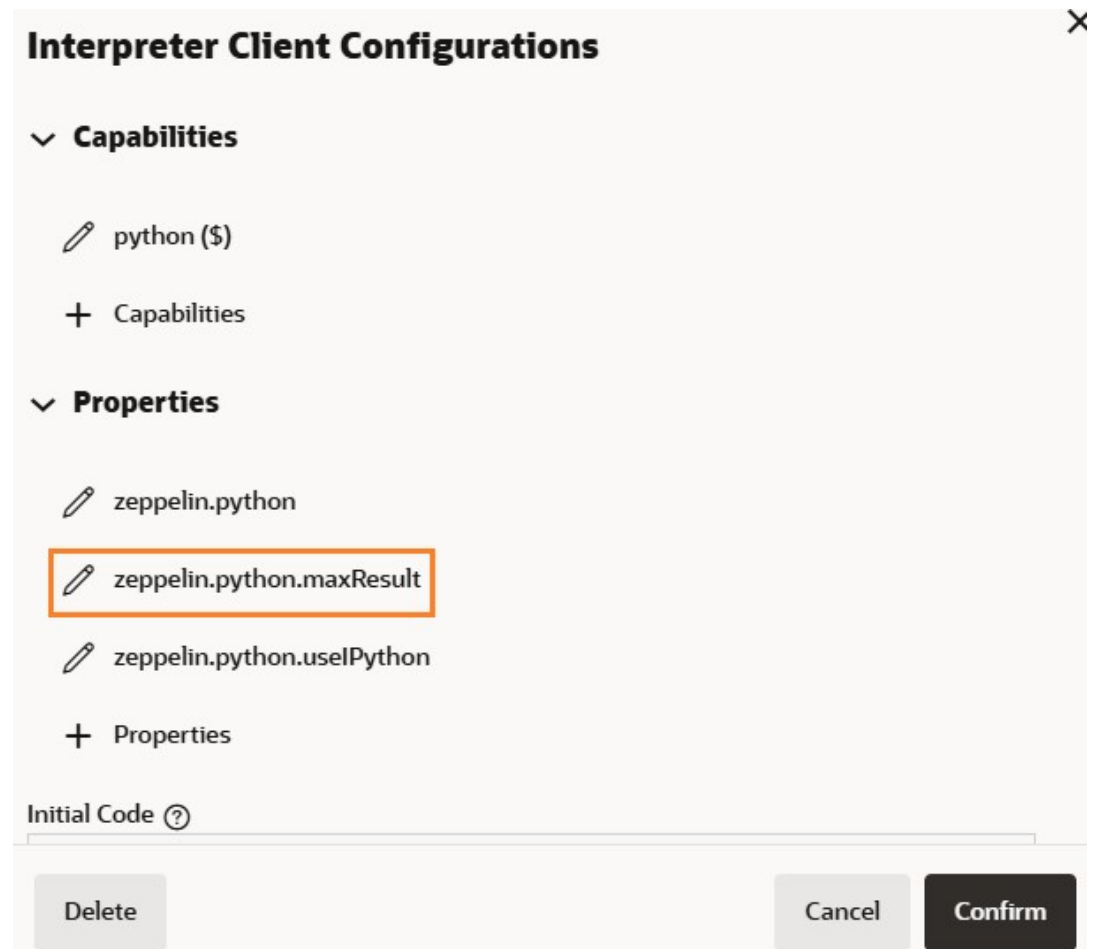 Interpreter Client Configurations
Capabilities
python ($)
Capabilities
Properties
zeppelin.python
zeppelin.python.maxResult
zeppelin.python.useIPython
Properties
Initial Code ?
Delete Cancel Confirm